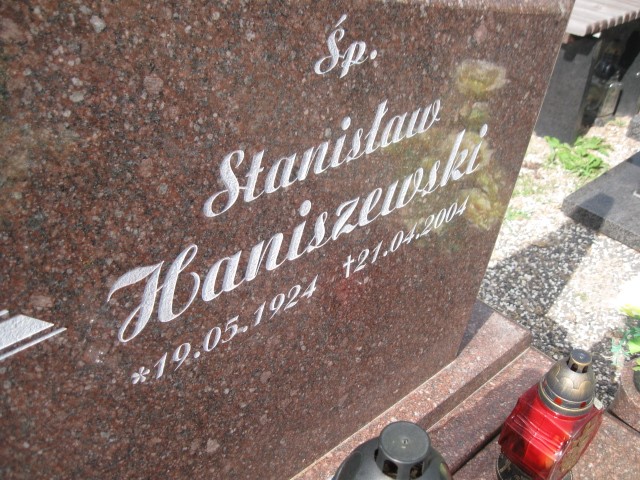 Śp.
Stanisław
Haniszewski
*19.05.1924 †21.04.2004